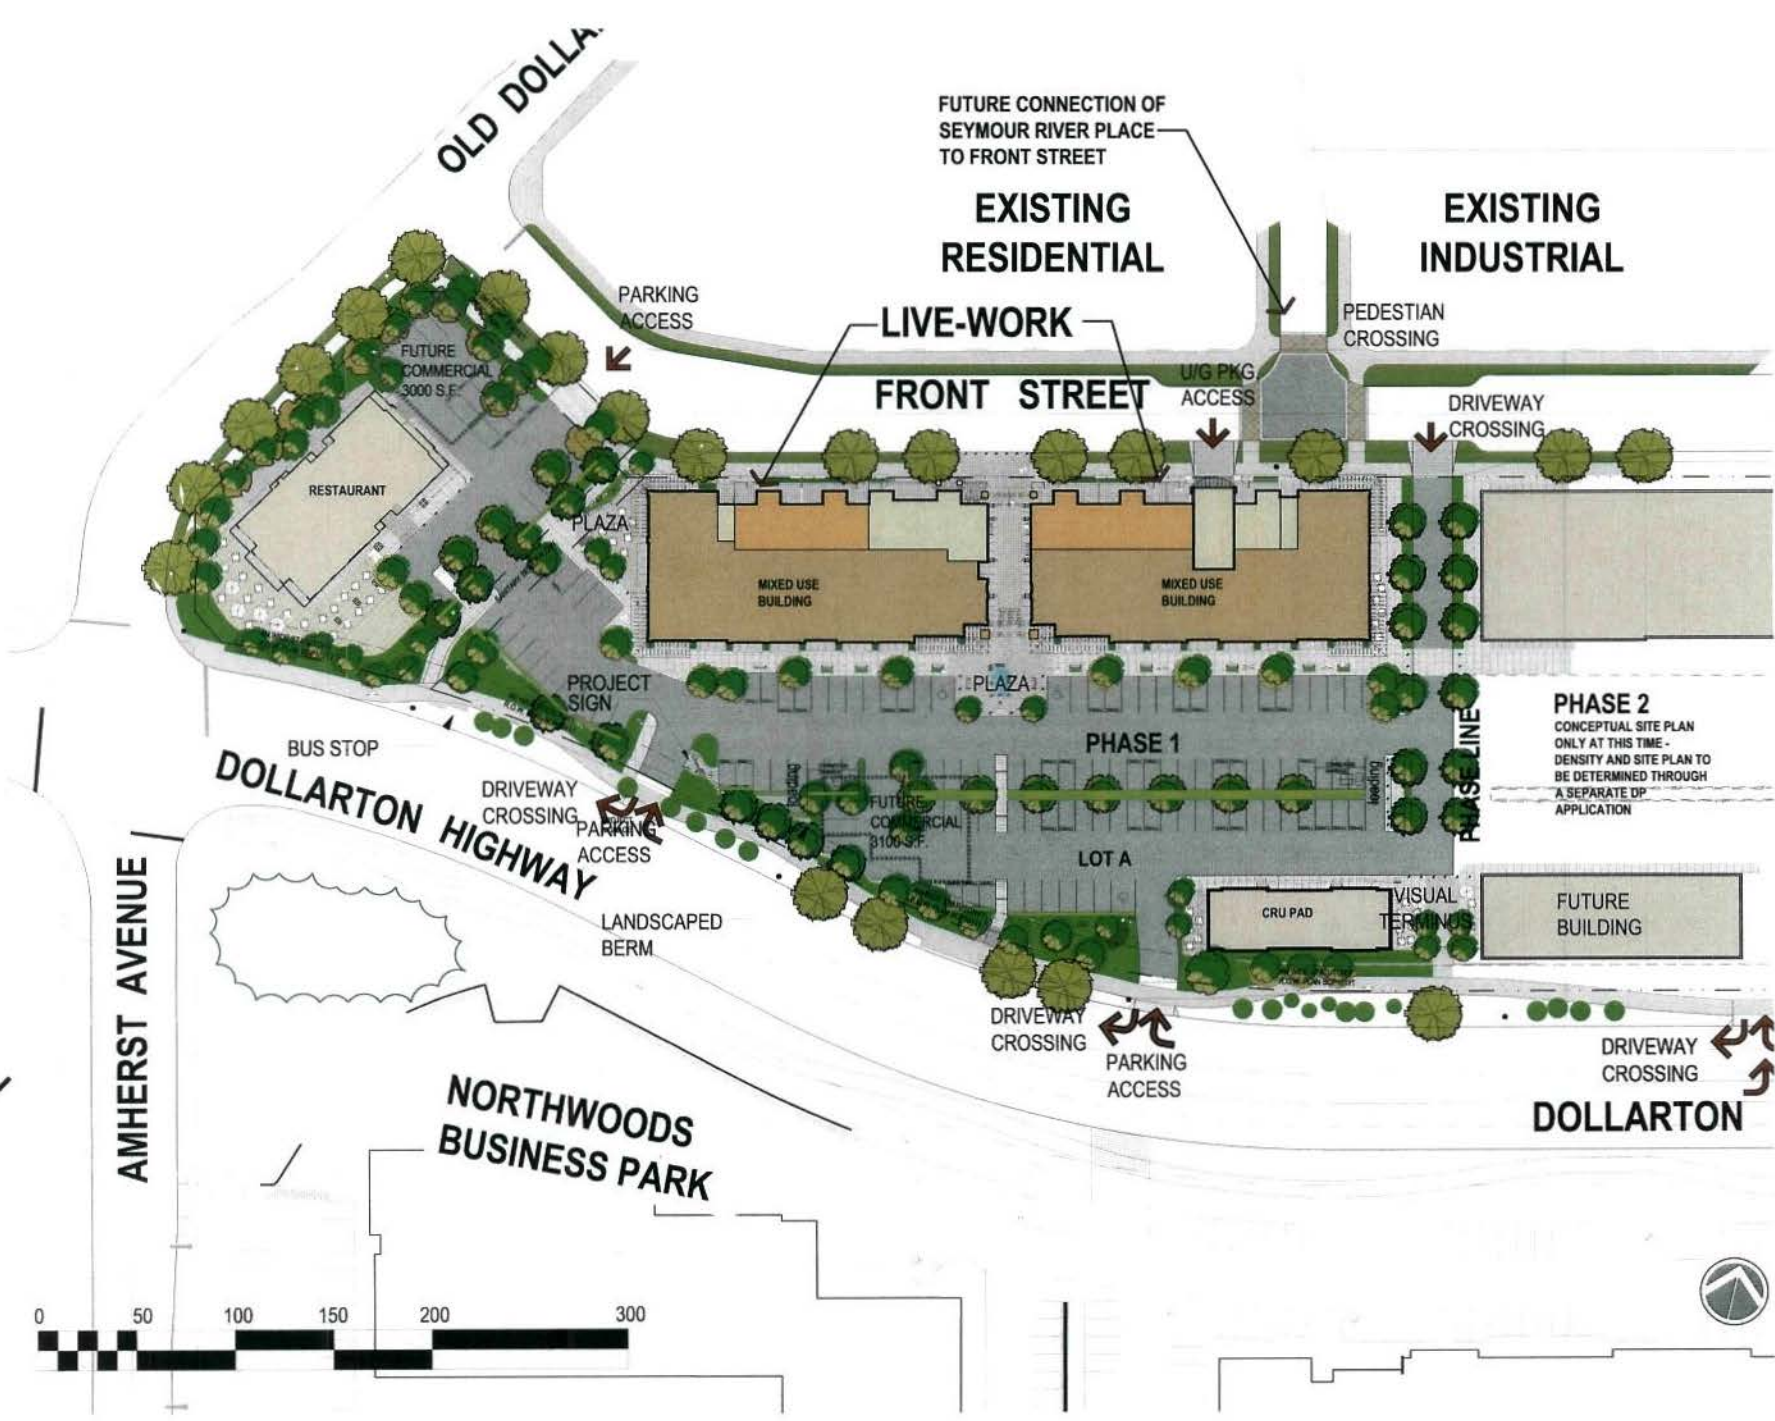 OLD DOLLA
FUTURE CONNECTION OF
SEYMOUR RIVER PLACE
TO FRONT STREET
EXISTING
RESIDENTIAL
EXISTING
INDUSTRIAL
PARKING
ACCESS
LIVE-WORK
PEDESTIAN
CROSSING
FUTURE
COMMERCIAL
3000 S.F.
FRONT STREET
U/G PKG
ACCESS
DRIVEWAY
CROSSING
RESTAURANT
PLAZA
MIXED USE
BUILDING
MIXED USE
BUILDING
PROJECT
SIGN
PLAZA
PHASE 1
PHASE LINE
PHASE 2
CONCEPTUAL SITE PLAN
ONLY AT THIS TIME -
DENSITY AND SITE PLAN TO
BE DETERMINED THROUGH
A SEPARATE DP
APPLICATION
BUS STOP
DOLLARTON HIGHWAY
DRIVEWAY
CROSSING
PARKING
ACCESS
loading
FUTURE
COMMERCIAL
3100 S.F.
loading
LOT A
CRU PAD
VISUAL
TERMINUS
FUTURE
BUILDING
LANDSCAPED
BERM
AMHERST AVENUE
DRIVEWAY
CROSSING
PARKING
ACCESS
DRIVEWAY
CROSSING
DOLLARTON
NORTHWOODS
BUSINESS PARK
0 50 100 150 200 300